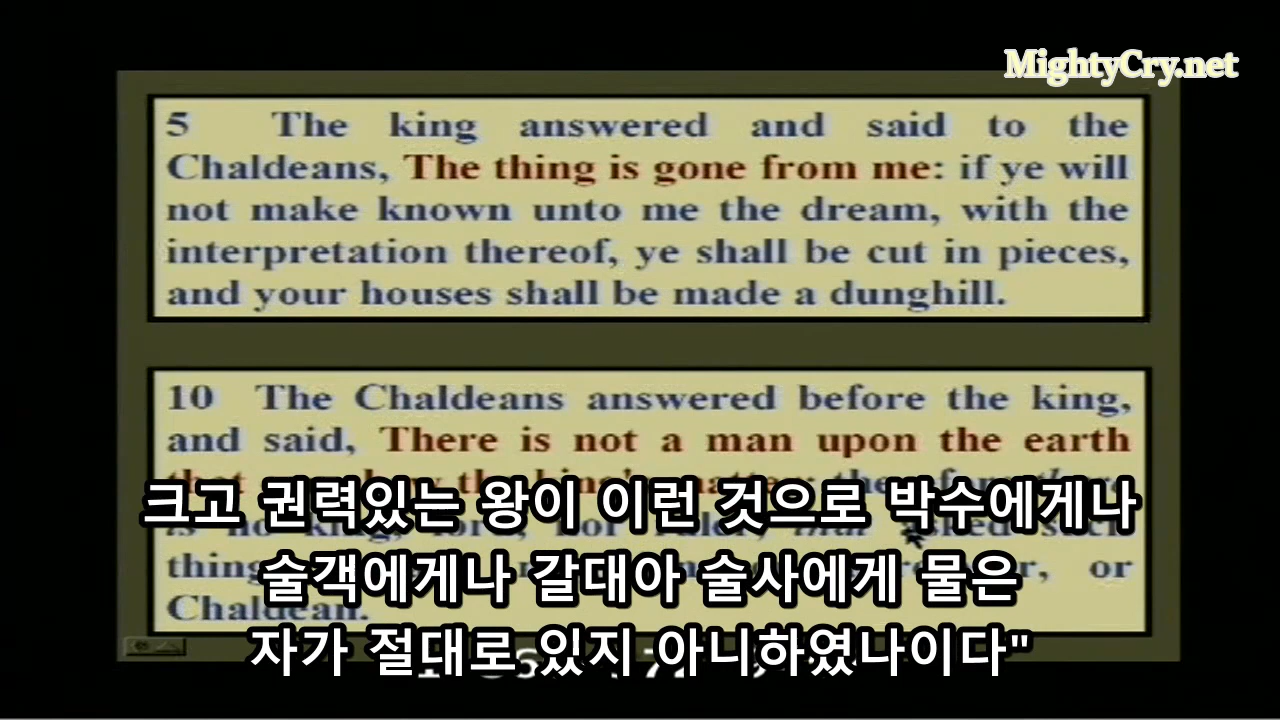 MightyCry.net
5 The king answered and said to the
Chaldeans, The thing is gone from me: if ye will
not make known unto me the dream, with the
interpretation thereof, ye shall be cut in pieces,
and your houses shall be made a dunghill.
10 The Chaldeans answered before the king,
and said, There is not a man upon the earth
크고 권력있는 왕이 이런 것으로 박수에게나
술객에게나 갈대아 술사에게 물은
or
Chaldean.
자가 절대로 있지 아니하였나이다"